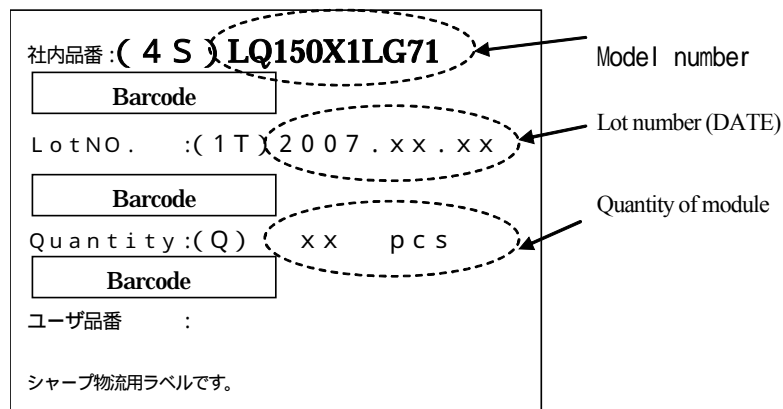 社内品番:(4S)LQ150X1LG71
Model number
Barcode
LotNO. :(1T)2007.xx.xx
Lot number (DATE)
Barcode
Quantity:(Q) xx pcs
Quantity of module
Barcode
ユーザ品番 :
シャープ物流用ラベルです。